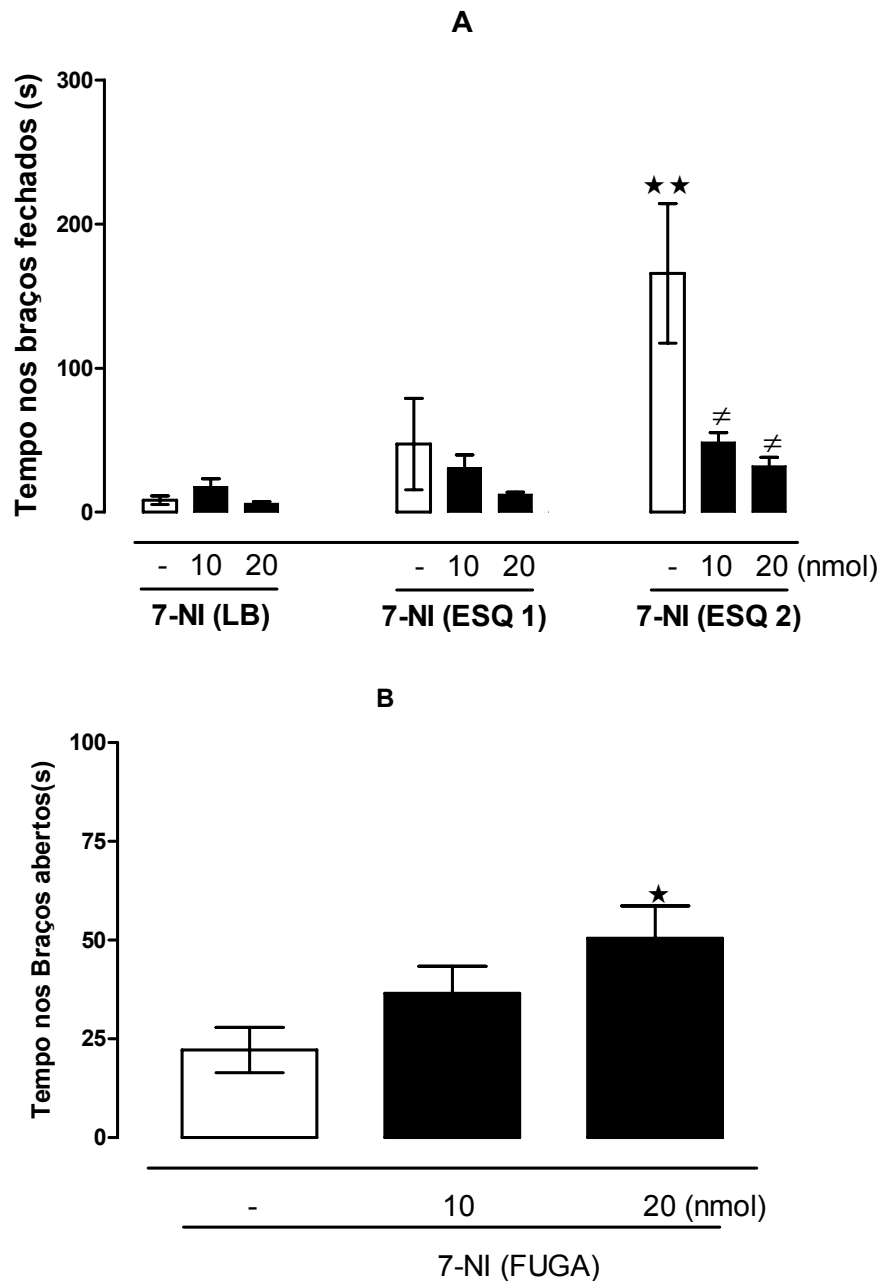 A
Tempo nos braços fechados (s)
300
200
100
0
★★
≠
≠
- 10 20 - 10 20 - 10 20 (nmol)
7-NI (LB) 7-NI (ESQ 1) 7-NI (ESQ 2)
B
Tempo nos Braços abertos(s)
100
75
50
25
0
★
- 10 20 (nmol)
7-NI (FUGA)